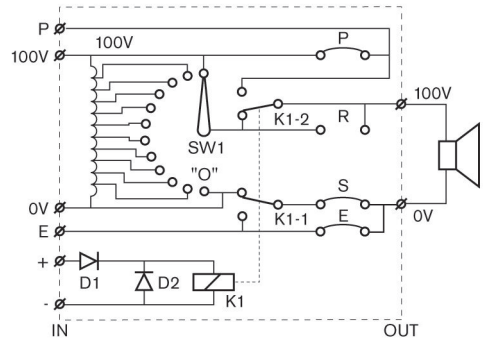 P
100V
P
100V
100V
K1-2
R
SW1
"O"
S
0V
K1-1
E
0V
E
+
D1
D2
K1
-
IN
OUT